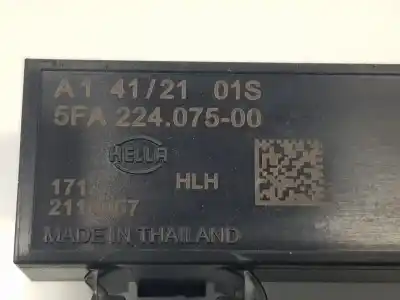 A1 41/21 01S
5FA 224.075-00
HELLA
HLH
MADE IN THAILAND